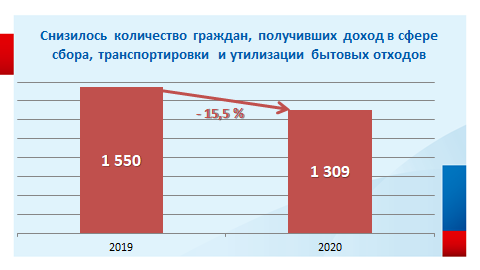 Снизилось количество граждан, получивших доход в сфере
сбора, транспортировки и утилизации бытовых отходов
- 15,5 %
1 550
1 309
2019
2020